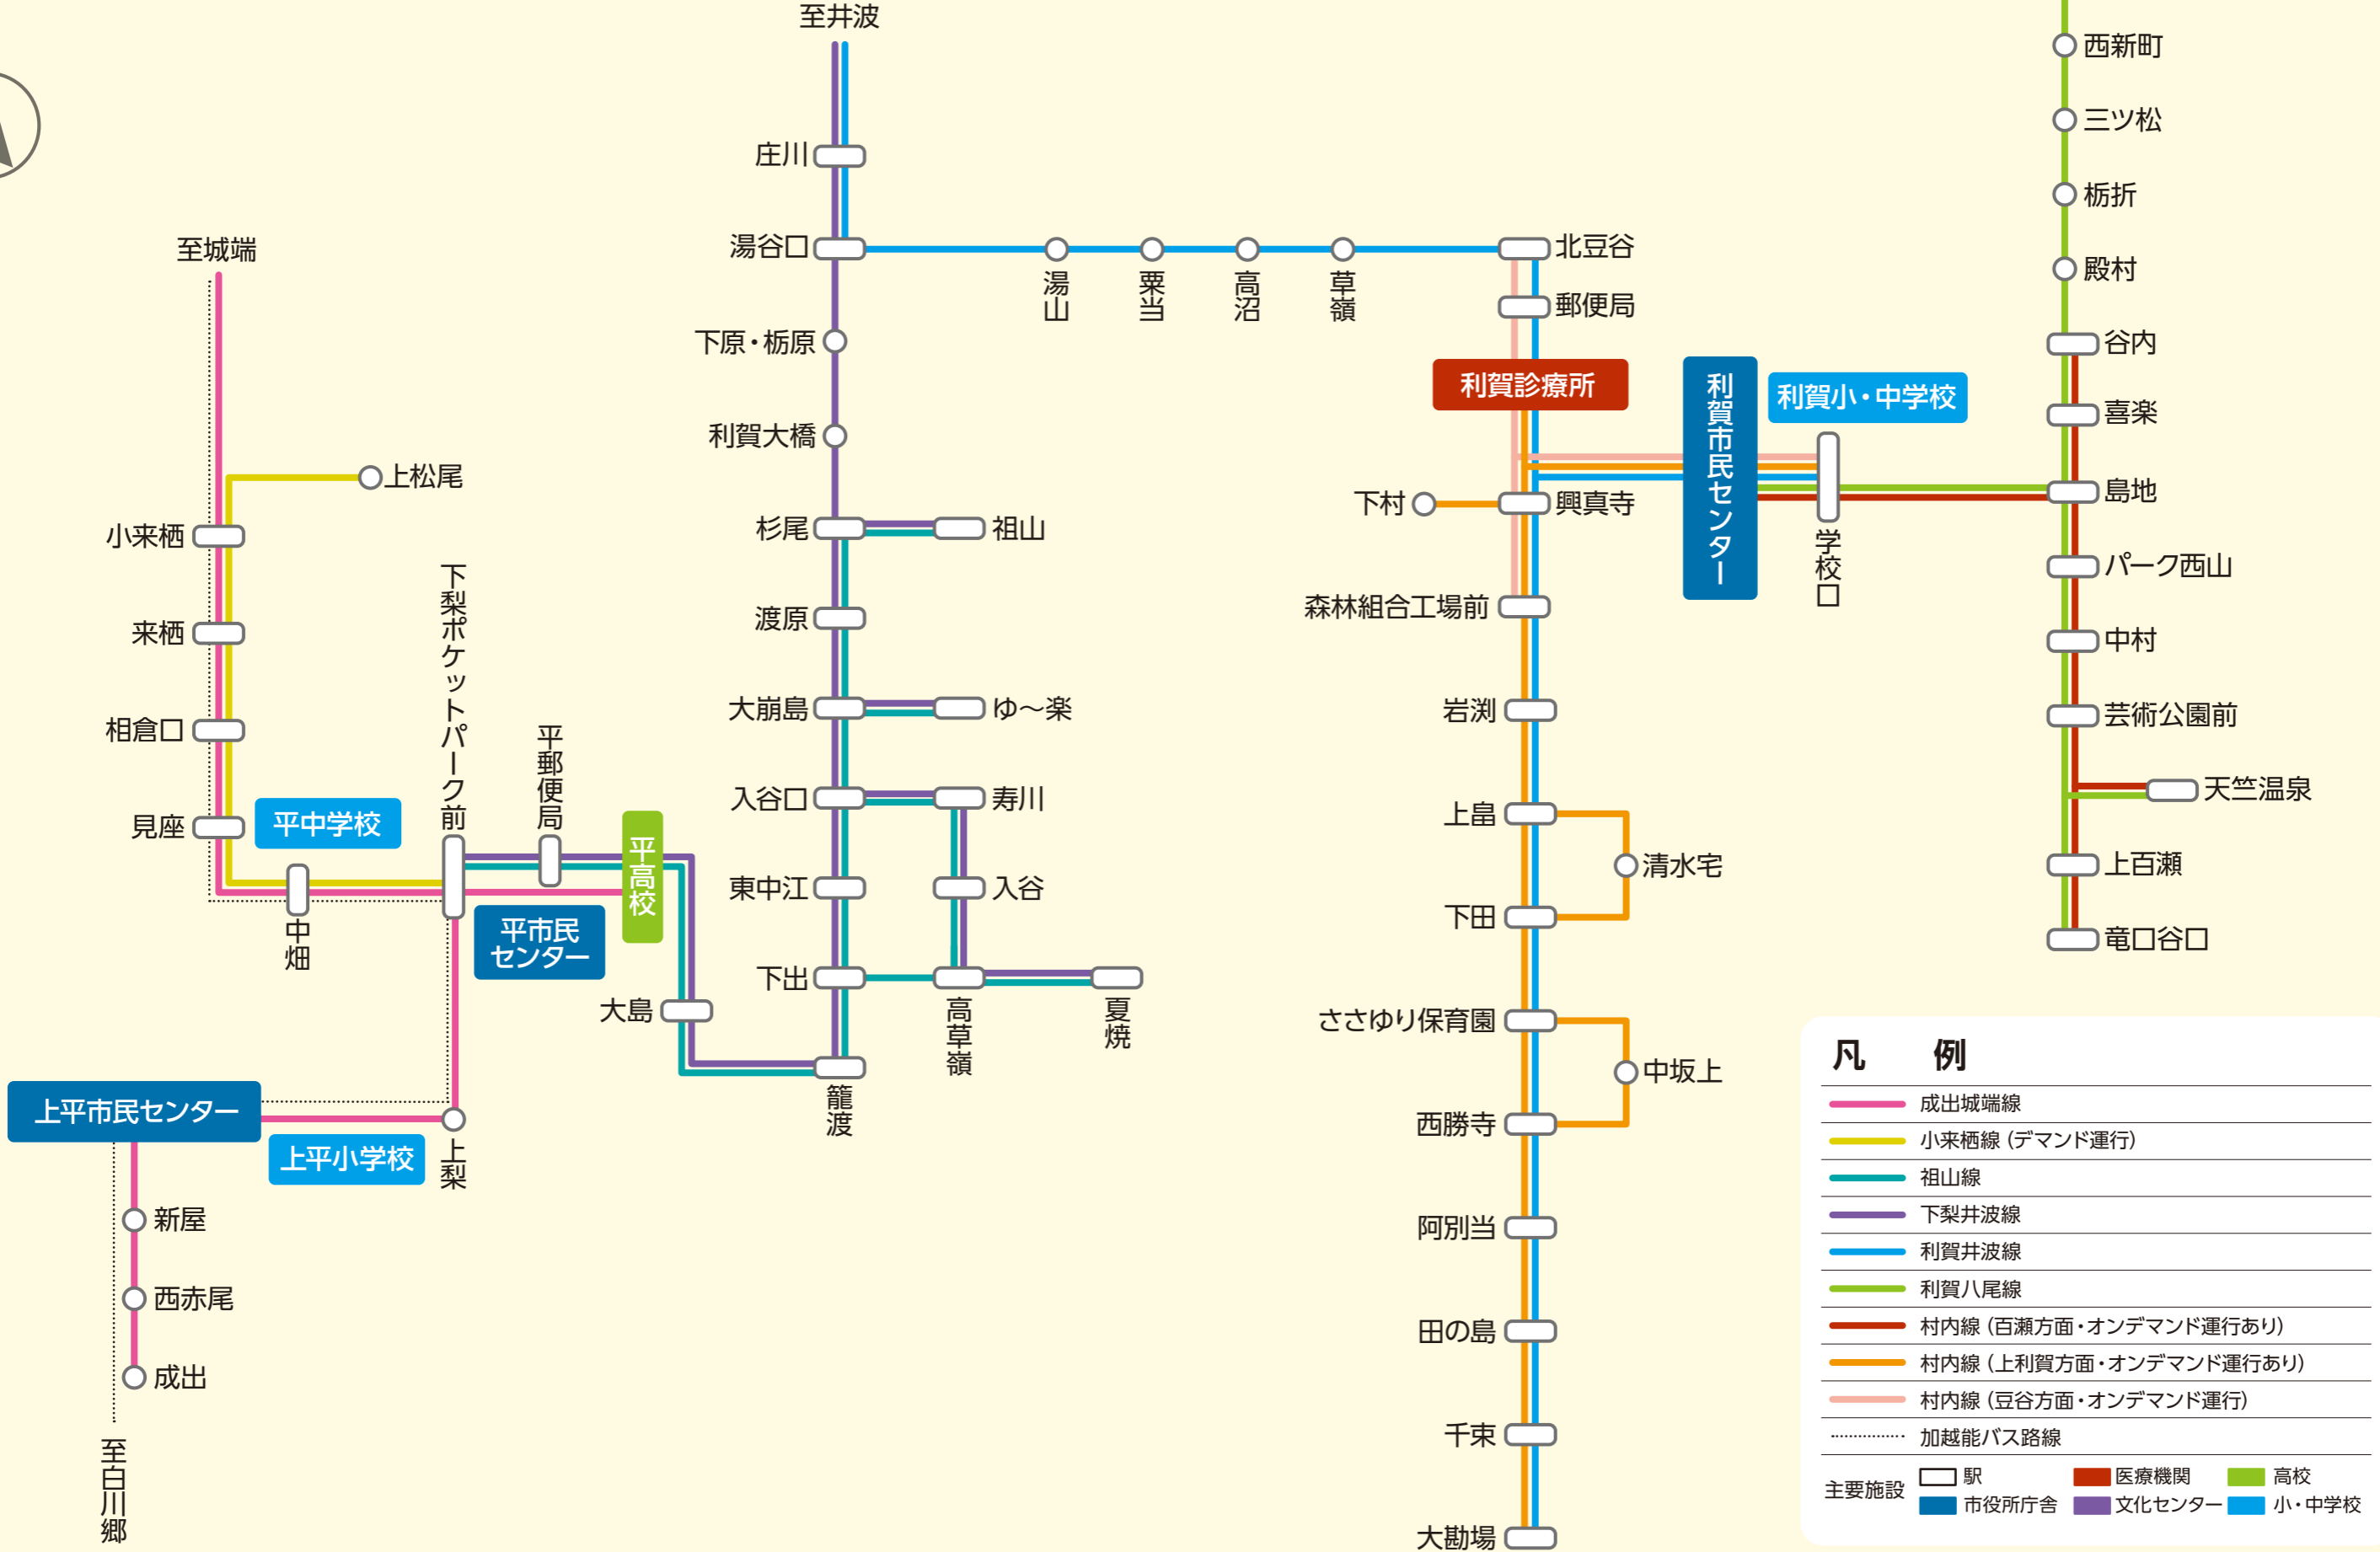 至井波
庄川
湯谷口
湯山
粟当
高沼
草嶺
北豆谷
郵便局
下原・栃原
利賀大橋
杉尾
祖山
渡原
大崩島
ゆ〜楽
入谷口
寿川
東中江
入谷
下出
高草嶺
夏焼
籠渡
大島
至城端
上松尾
小来栖
来栖
相倉口
見座
平中学校
中畑
下梨ポケットパーク前
平郵便局
平高校
平市民
センター
上平市民センター
上平小学校
上梨
新屋
西赤尾
成出
至白川郷
利賀診療所
利賀市民センター
利賀小・中学校
学校口
下村
興真寺
森林組合工場前
岩渕
上畠
清水宅
下田
ささゆり保育園
中坂上
西勝寺
阿別当
田の島
千束
大勘場
西新町
三ツ松
栃折
殿村
谷内
喜楽
島地
パーク西山
中村
芸術公園前
天竺温泉
上百瀬
竜口谷口
凡 例
成出城端線
小来栖線（デマンド運行）
祖山線
下梨井波線
利賀井波線
利賀八尾線
村内線（百瀬方面・オンデマンド運行あり）
村内線（上利賀方面・オンデマンド運行あり）
村内線（豆谷方面・オンデマンド運行）
加越能バス路線
主要施設 駅 医療機関 高校
市役所庁舎 文化センター 小・中学校